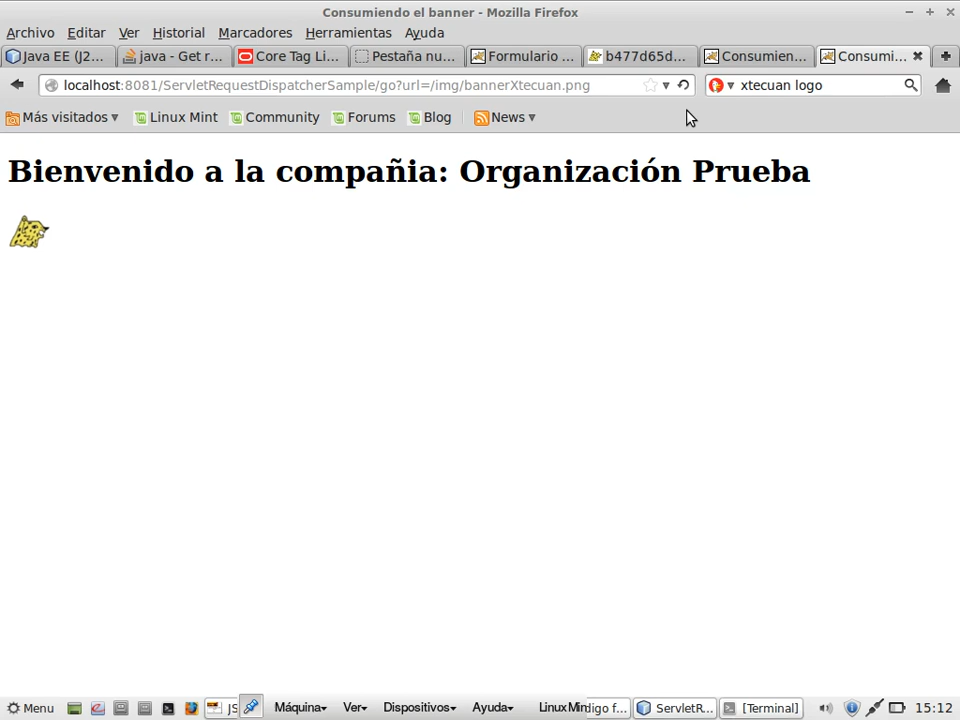 Consumiendo el banner - Mozilla Firefox
Archivo Editar Ver Historial Marcadores Herramientas Ayuda
Java EE (J2... java - Get r... Core Tag Li... Pestaña nu... Formulario ... b477d65d... Consumien... Consumi...
localhost:8081/ServletRequestDispatcherSample/go?url=/img/bannerXtecuan.png xtecuan logo
Más visitados Linux Mint Community Forums Blog News
Bienvenido a la compañia: Organización Prueba
Menu JS Máquina Ver Dispositivos Ayuda LinuxMin digo f... ServletR... [Terminal] 15:12